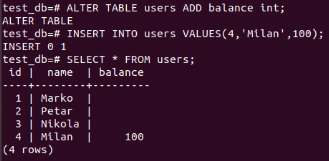 test_db=# ALTER TABLE users ADD balance int;
ALTER TABLE
test_db=# INSERT INTO users VALUES(4,'Milan',100);
INSERT 0 1
test_db=# SELECT * FROM users;
 id |  name  | balance
----+--------+---------
  1 | Marko  |
  2 | Petar  |
  3 | Nikola |
  4 | Milan  |     100
(4 rows)